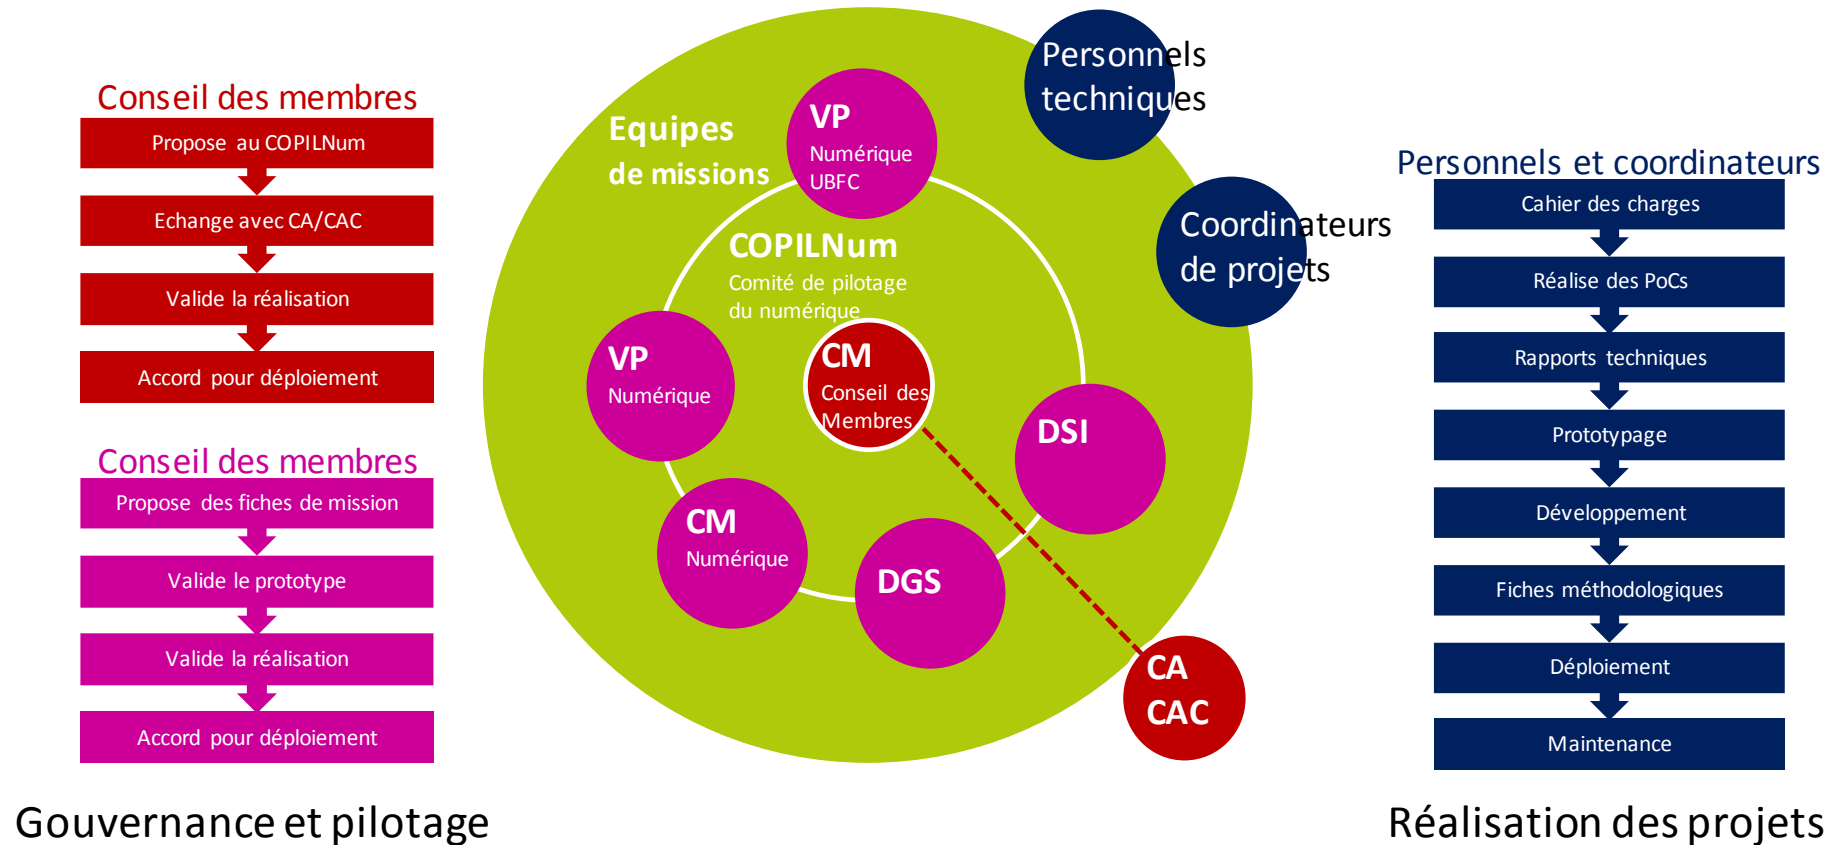 Conseil des membres
Propose au COPILNum
Echange avec CA/CAC
Valide la réalisation
Accord pour déploiement
Conseil des membres
Propose des fiches de mission
Valide le prototype
Valide la réalisation
Accord pour déploiement
Gouvernance et pilotage
Equipes
de missions
VP
Numérique
UBFC
COPILNum
Comité de pilotage
du numérique
VP
Numérique
CM
Conseil des
Membres
CM
Numérique
DGS
DSI
CA
CAC
Personnels
techniques
Coordinateurs
de projets
Personnels et coordinateurs
Cahier des charges
Réalise des PoCs
Rapports techniques
Prototypage
Développement
Fiches méthodologiques
Déploiement
Maintenance
Réalisation des projets